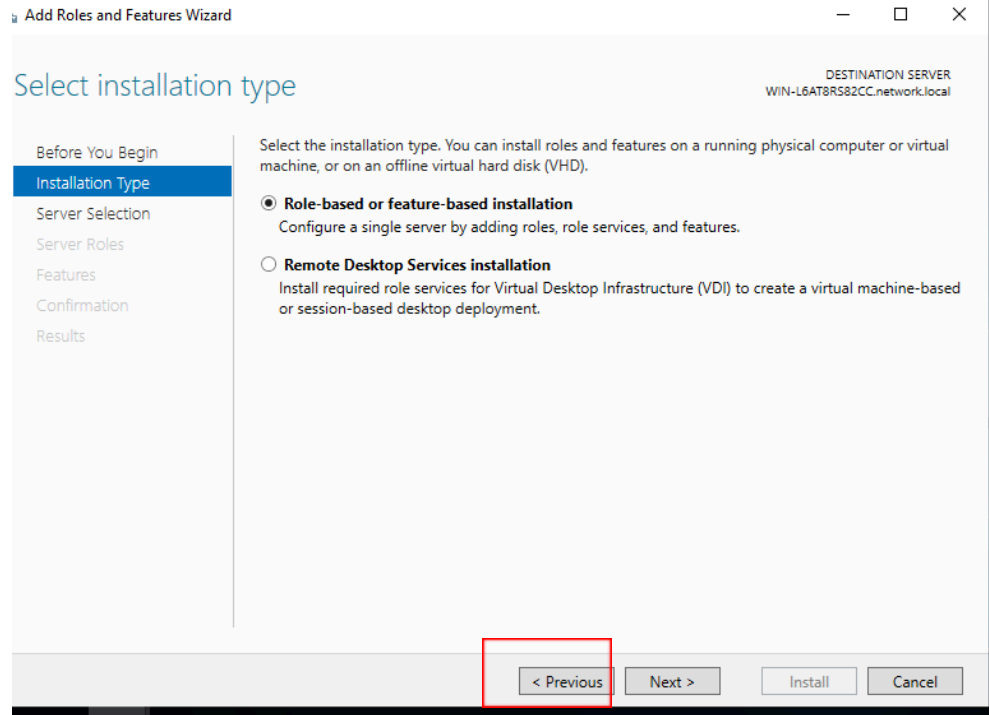 Add Roles and Features Wizard
Select installation type
DESTINATION SERVER
WIN-L6AT8RS82CC.network.local
Before You Begin
Installation Type
Server Selection
Server Roles
Features
Confirmation
Results
Select the installation type. You can install roles and features on a running physical computer or virtual
machine, or on an offline virtual hard disk (VHD).
Role-based or feature-based installation
Configure a single server by adding roles, role services, and features.
Remote Desktop Services installation
Install required role services for Virtual Desktop Infrastructure (VDI) to create a virtual machine-based
or session-based desktop deployment.
< Previous
Next >
Install
Cancel